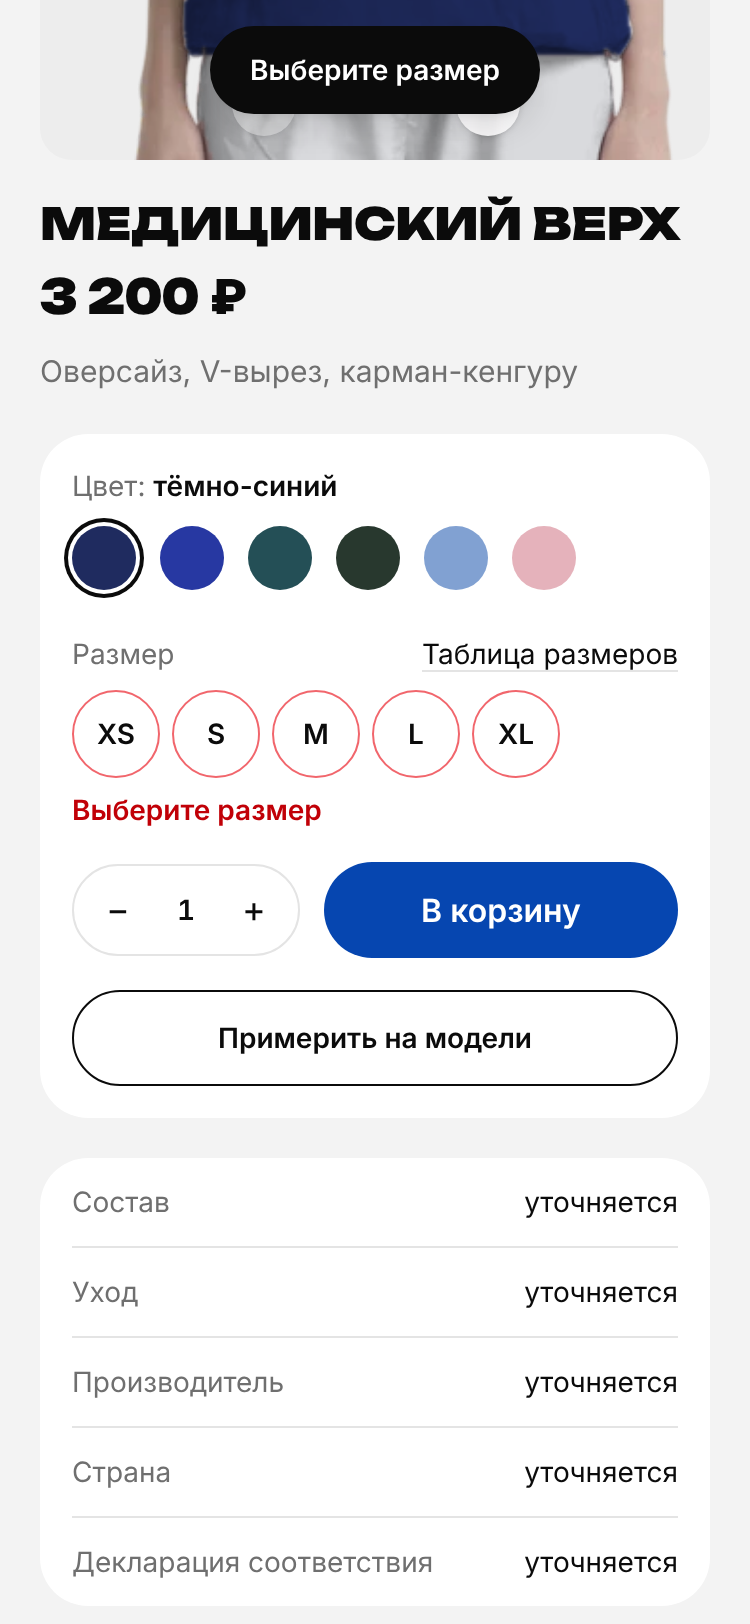 Выберите размер
МЕДИЦИНСКИЙ ВЕРХ
3 200 ₽
Оверсайз, V-вырез, карман-кенгуру
Цвет: тёмно-синий
Размер Таблица размеров
XS S M L XL
Выберите размер
− 1 + В корзину
Примерить на модели
Состав уточняется
Уход уточняется
Производитель уточняется
Страна уточняется
Декларация соответствия уточняется